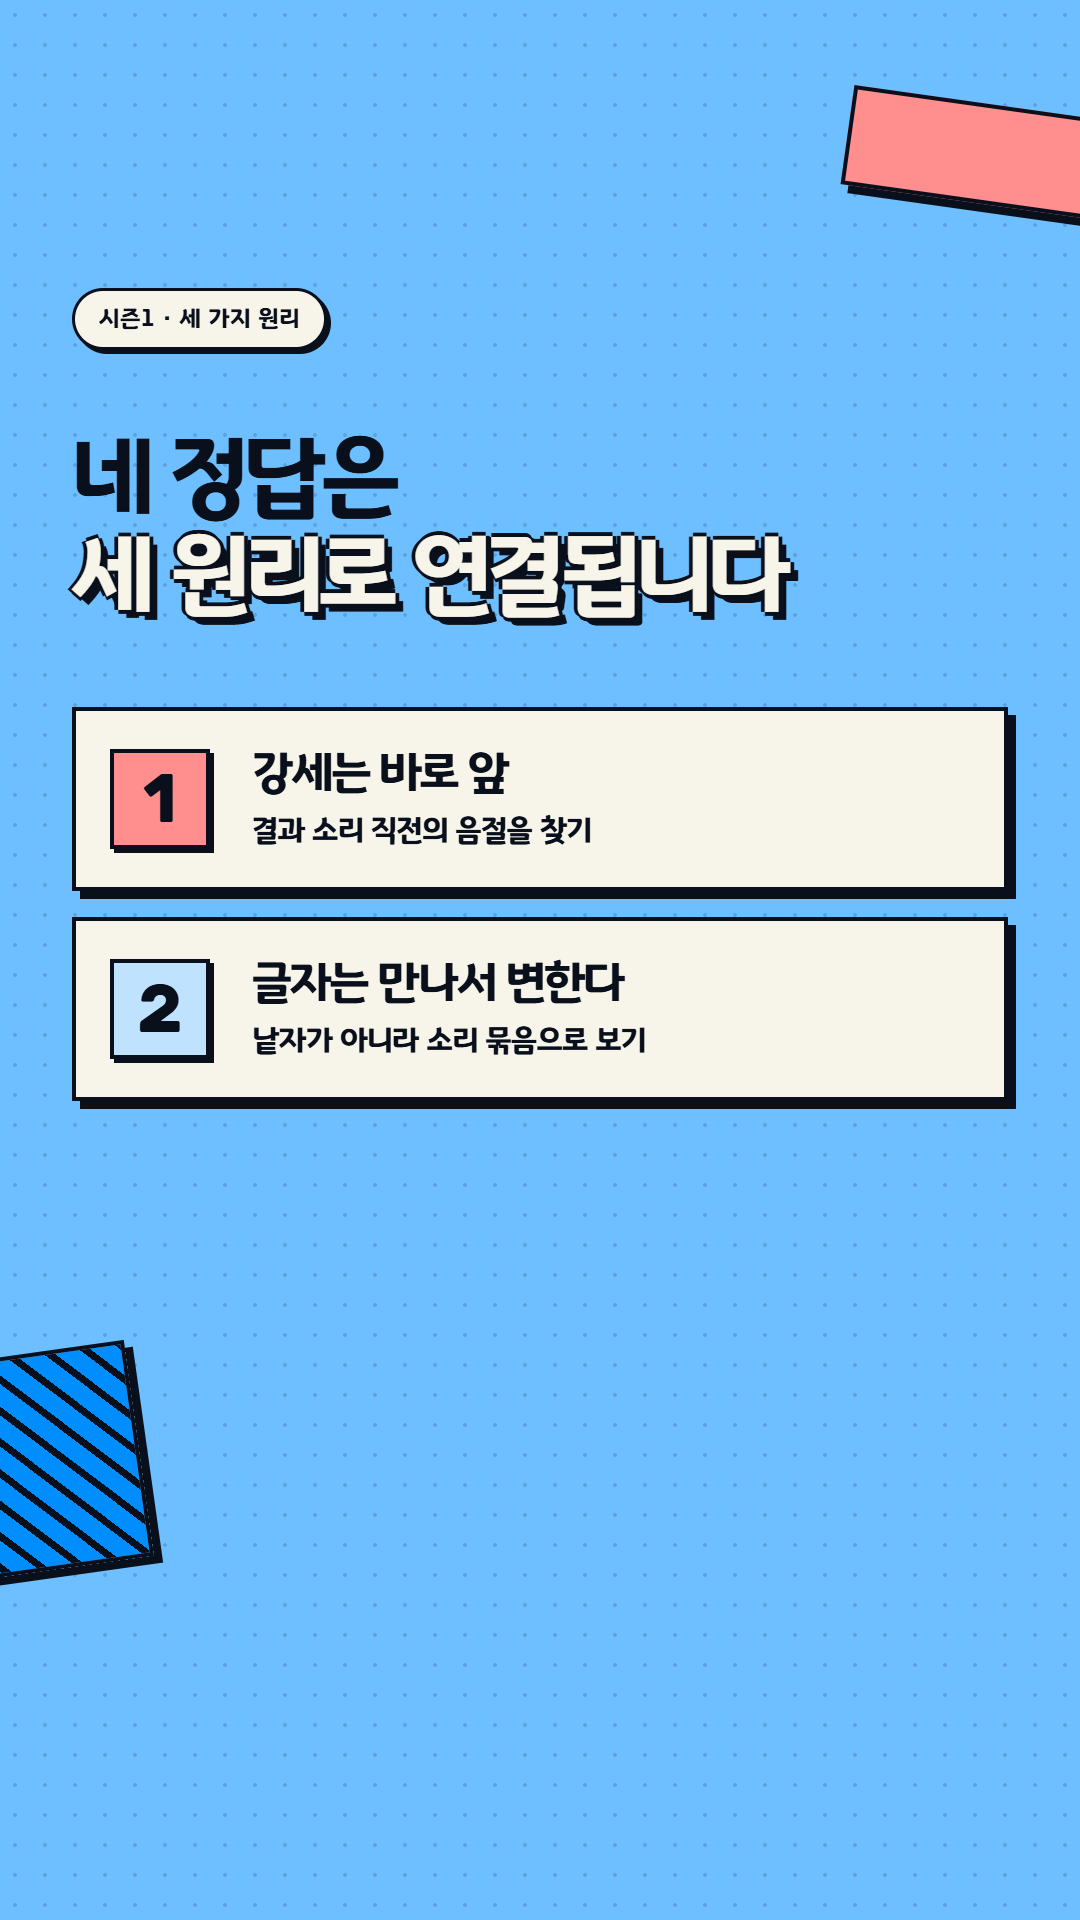 시즌1 · 세 가지 원리
네 정답은
세 원리로 연결됩니다
1
강세는 바로 앞
결과 소리 직전의 음절을 찾기
2
글자는 만나서 변한다
낱자가 아니라 소리 묶음으로 보기